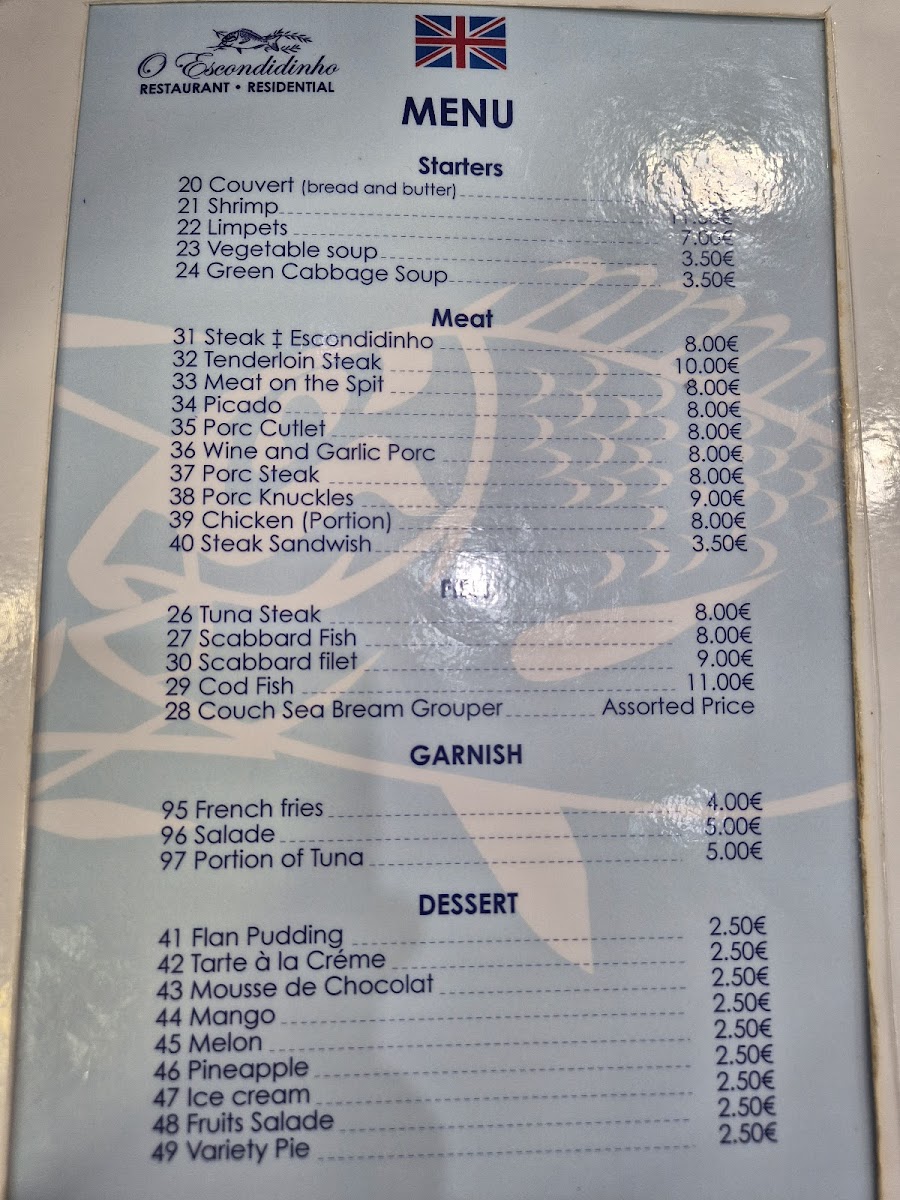 O Escondidinho
RESTAURANT • RESIDENTIAL
MENU
Starters
20 Couvert (bread and butter)
21 Shrimp 11.00€
22 Limpets 7.00€
23 Vegetable soup 3.50€
24 Green Cabbage Soup 3.50€
Meat
31 Steak ‡ Escondidinho 8.00€
32 Tenderloin Steak 10.00€
33 Meat on the Spit 8.00€
34 Picado 8.00€
35 Porc Cutlet 8.00€
36 Wine and Garlic Porc 8.00€
37 Porc Steak 8.00€
38 Porc Knuckles 9.00€
39 Chicken (Portion) 8.00€
40 Steak Sandwish 3.50€
26 Tuna Steak 8.00€
27 Scabbard Fish 8.00€
30 Scabbard filet 9.00€
29 Cod Fish 11.00€
28 Couch Sea Bream Grouper Assorted Price
GARNISH
95 French fries 4.00€
96 Salade 5.00€
97 Portion of Tuna 5.00€
DESSERT
41 Flan Pudding 2.50€
42 Tarte à la Créme 2.50€
43 Mousse de Chocolat 2.50€
44 Mango 2.50€
45 Melon 2.50€
46 Pineapple 2.50€
47 Ice cream 2.50€
48 Fruits Salade 2.50€
49 Variety Pie 2.50€